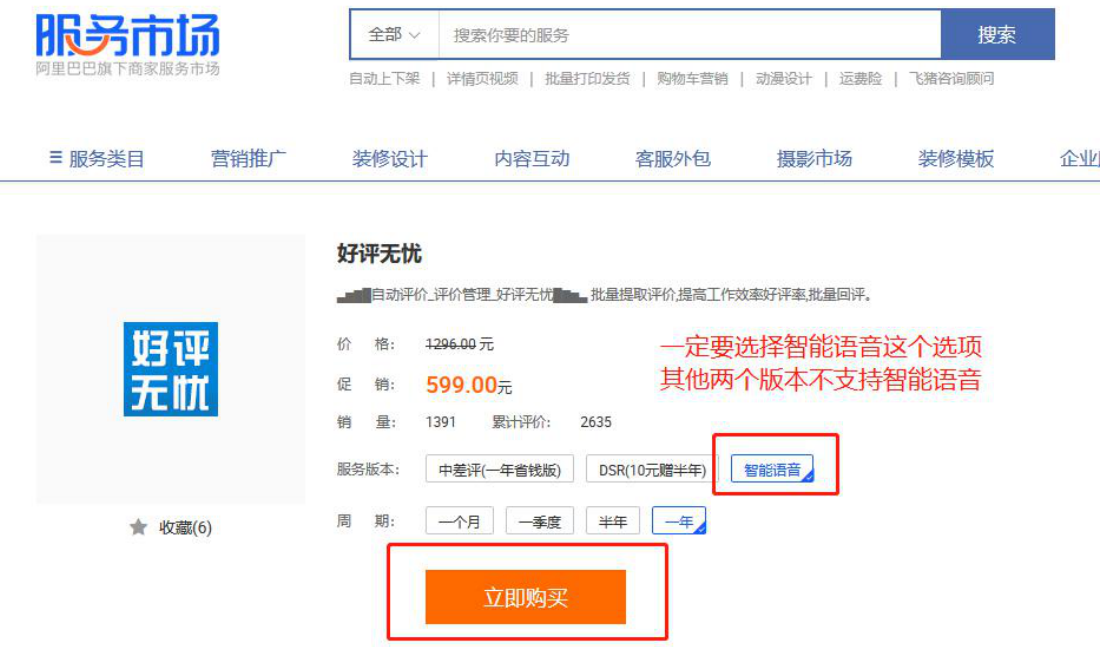 服务市场
阿里巴巴旗下商家服务市场
全部 搜索你要的服务 搜索
自动上下架 | 详情页视频 | 批量打印发货 | 购物车营销 | 动漫设计 | 运费险 | 飞猪咨询顾问
服务类目 营销推广 装修设计 内容互动 客服外包 摄影市场 装修模板 企业
好评无忧
▃▅▆█自动评价_评价管理_好评无忧█▆▅▃ 批量提取评价,提高工作效率好评率,批量回评。
好评
无忧
价 格: 1296.00 元
一定要选择智能语音这个选项
其他两个版本不支持智能语音
促 销: 599.00元
销 量: 1391 累计评价: 2635
服务版本: 中差评(一年省钱版) DSR(10元赠半年) 智能语音
周 期: 一个月 一季度 半年 一年
收藏(6)
立即购买